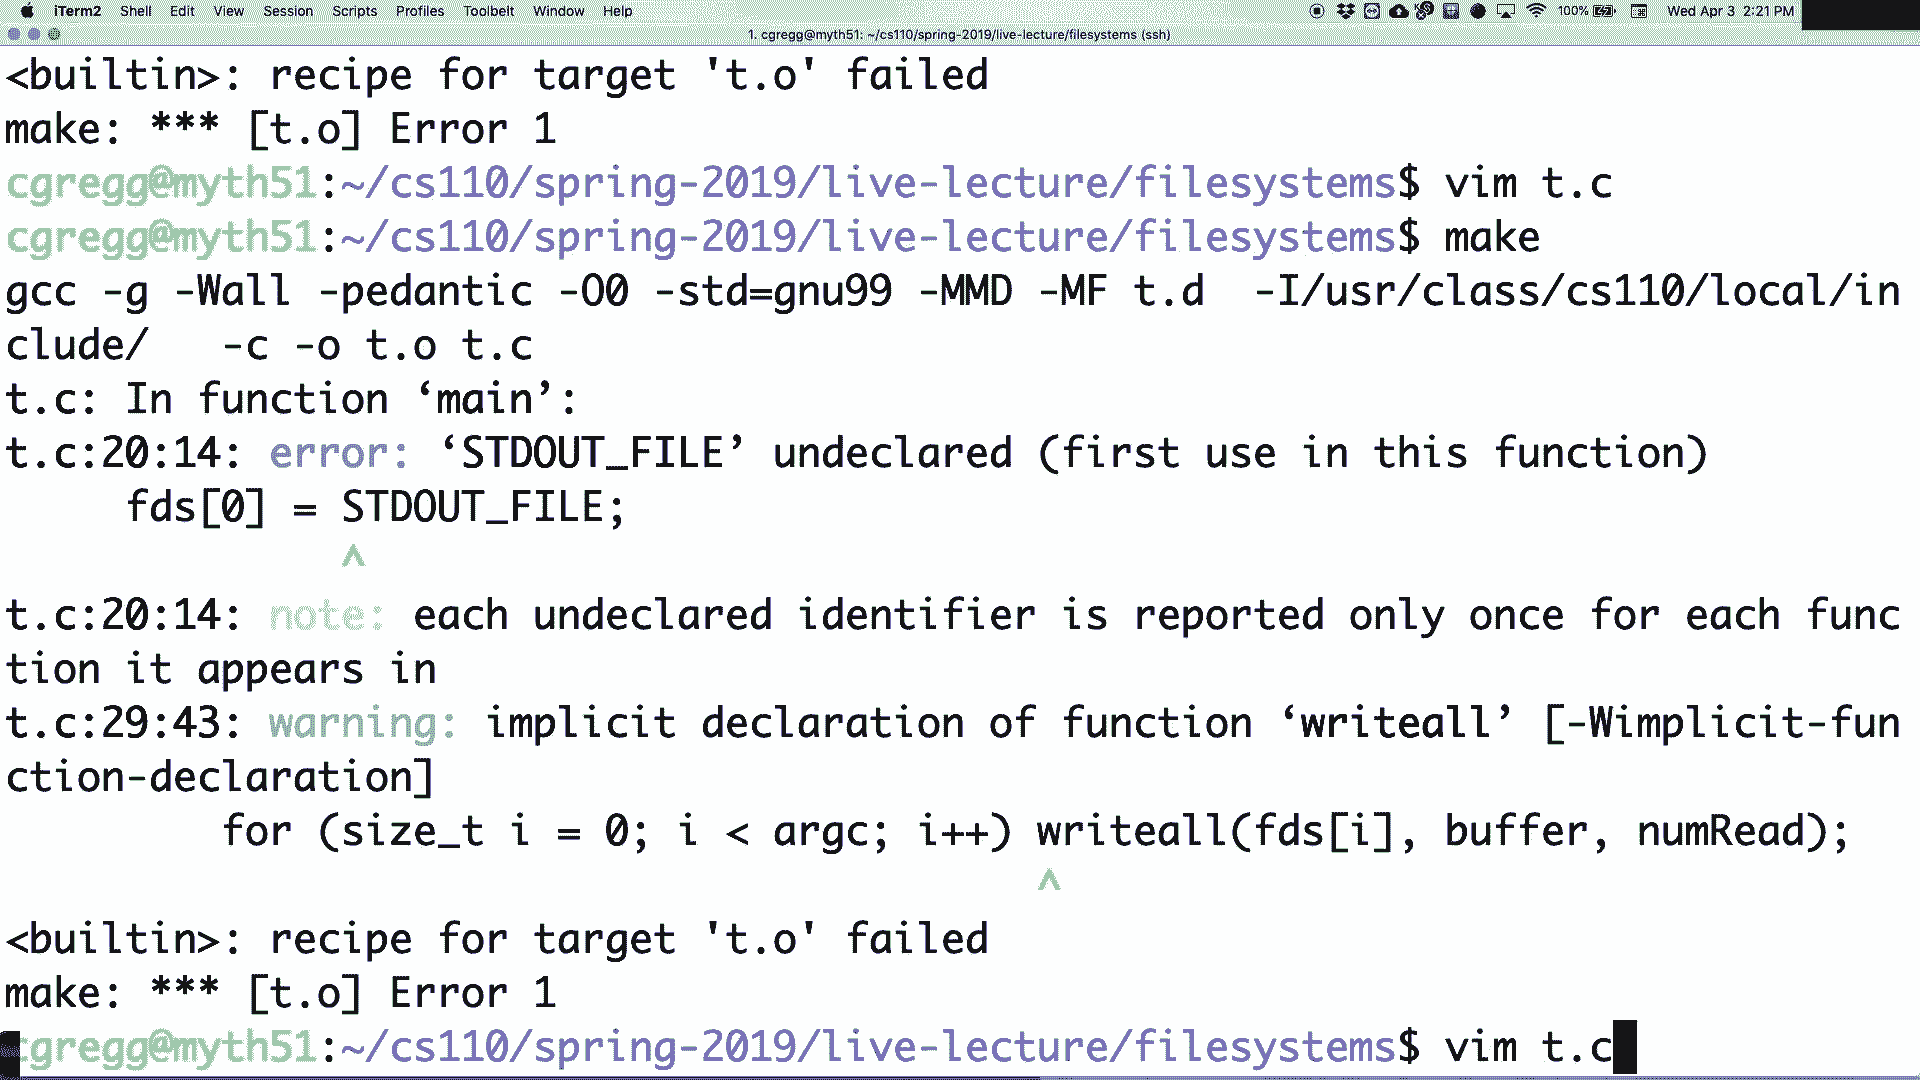 iTerm2 Shell Edit View Session Scripts Profiles Toolbelt Window Help 100% Wed Apr 3 2:21 PM
1. cgregg@myth51: ~/cs110/spring-2019/live-lecture/filesystems (ssh)
<builtin>: recipe for target 't.o' failed
make: *** [t.o] Error 1
cgregg@myth51:~/cs110/spring-2019/live-lecture/filesystems$ vim t.c
cgregg@myth51:~/cs110/spring-2019/live-lecture/filesystems$ make
gcc -g -Wall -pedantic -O0 -std=gnu99 -MMD -MF t.d  -I/usr/class/cs110/local/in
clude/   -c -o t.o t.c
t.c: In function ‘main’:
t.c:20:14: error: ‘STDOUT_FILE’ undeclared (first use in this function)
     fds[0] = STDOUT_FILE;
              ^
t.c:20:14: note: each undeclared identifier is reported only once for each func
tion it appears in
t.c:29:43: warning: implicit declaration of function ‘writeall’ [-Wimplicit-fun
ction-declaration]
         for (size_t i = 0; i < argc; i++) writeall(fds[i], buffer, numRead);
                                           ^
<builtin>: recipe for target 't.o' failed
make: *** [t.o] Error 1
cgregg@myth51:~/cs110/spring-2019/live-lecture/filesystems$ vim t.c